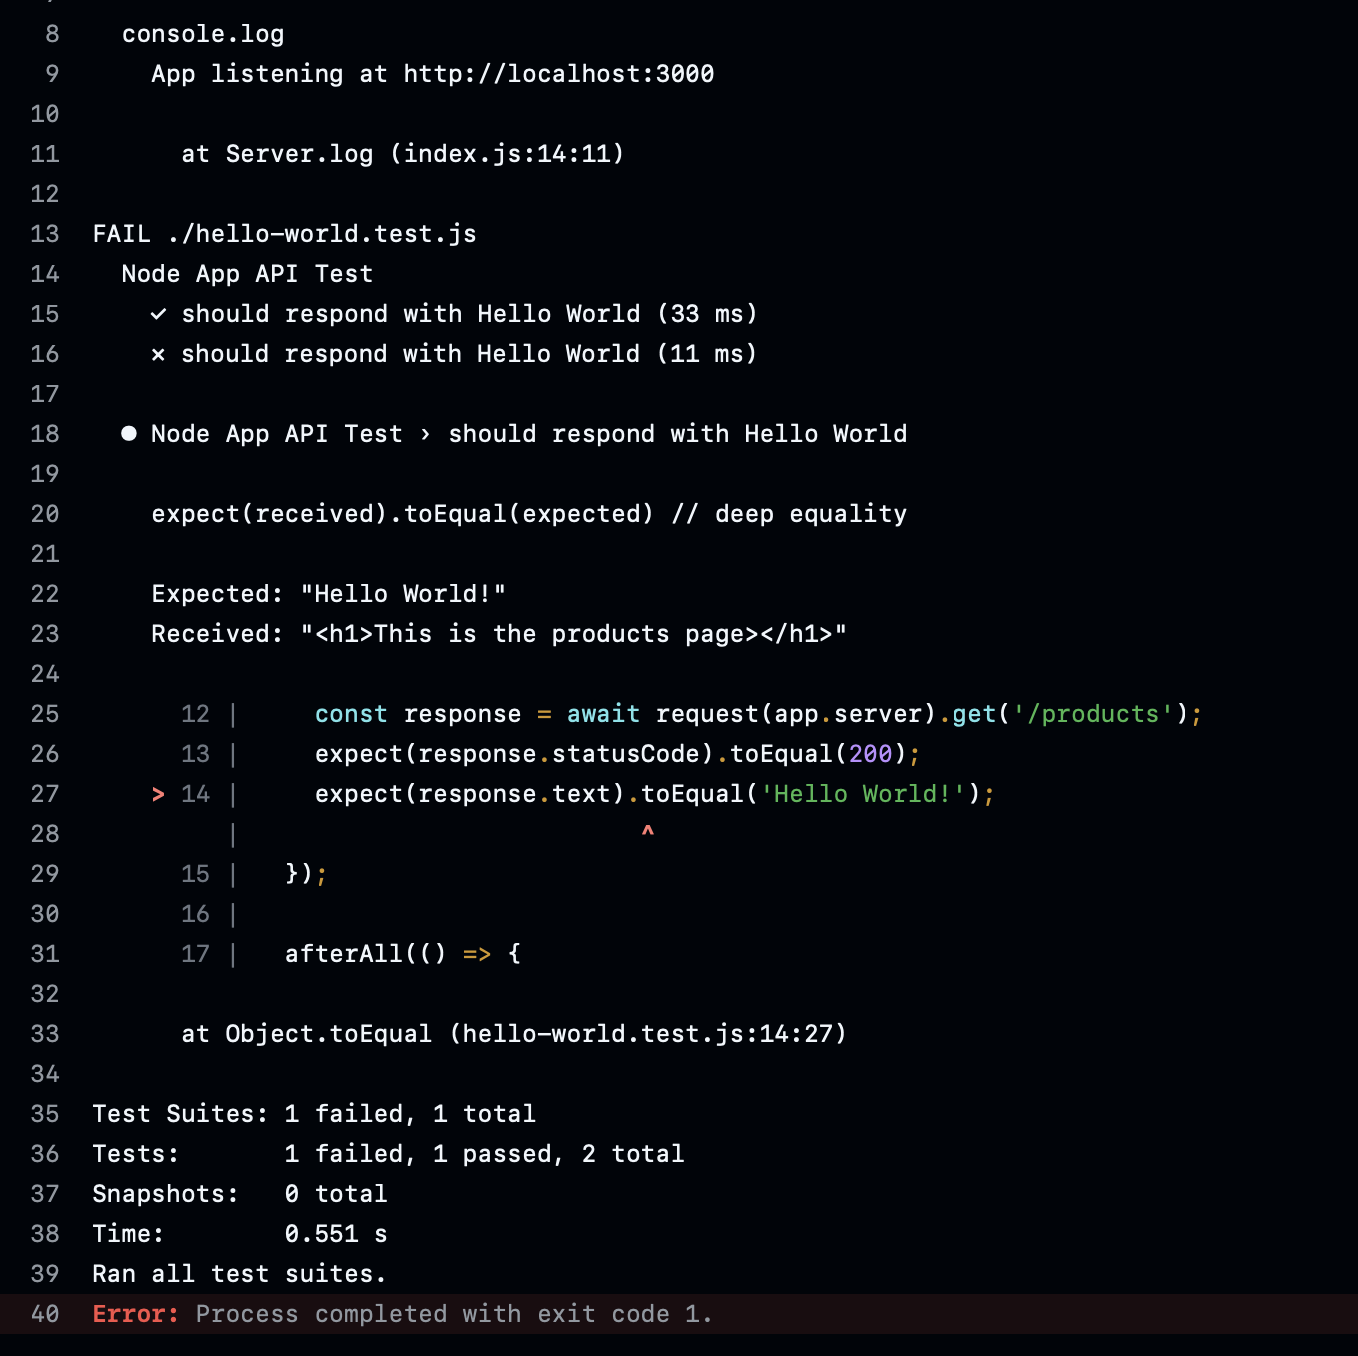 8 console.log
9 App listening at http://localhost:3000
10
11 at Server.log (index.js:14:11)
12
13 FAIL ./hello-world.test.js
14 Node App API Test
15 ✓ should respond with Hello World (33 ms)
16 × should respond with Hello World (11 ms)
17
18 ● Node App API Test › should respond with Hello World
19
20 expect(received).toEqual(expected) // deep equality
21
22 Expected: "Hello World!"
23 Received: "<h1>This is the products page></h1>"
24
25 12 | const response = await request(app.server).get('/products');
26 13 | expect(response.statusCode).toEqual(200);
27 > 14 | expect(response.text).toEqual('Hello World!');
28 | ^
29 15 | });
30 16 |
31 17 | afterAll(() => {
32
33 at Object.toEqual (hello-world.test.js:14:27)
34
35 Test Suites: 1 failed, 1 total
36 Tests: 1 failed, 1 passed, 2 total
37 Snapshots: 0 total
38 Time: 0.551 s
39 Ran all test suites.
40 Error: Process completed with exit code 1.